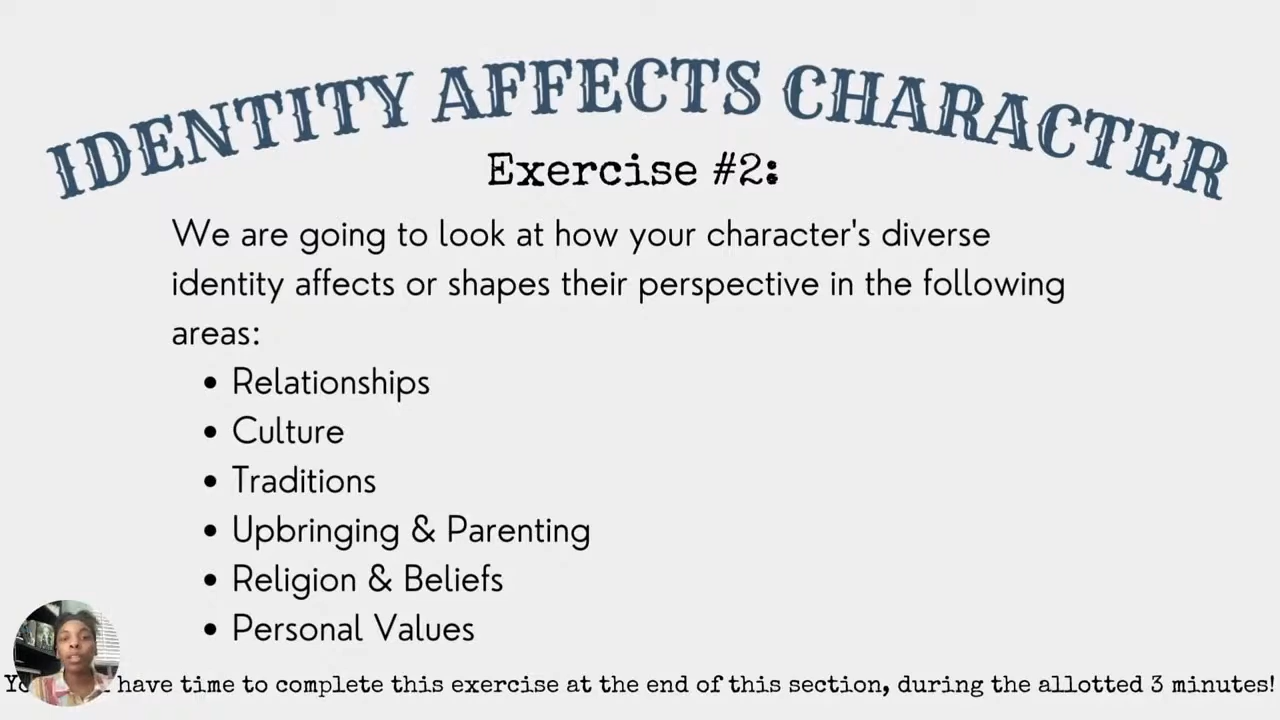 IDENTITY AFFECTS CHARACTER
Exercise #2:
We are going to look at how your character's diverse
identity affects or shapes their perspective in the following
areas:
• Relationships
• Culture
• Traditions
• Upbringing & Parenting
• Religion & Beliefs
• Personal Values
have time to complete this exercise at the end of this section, during the allotted 3 minutes!